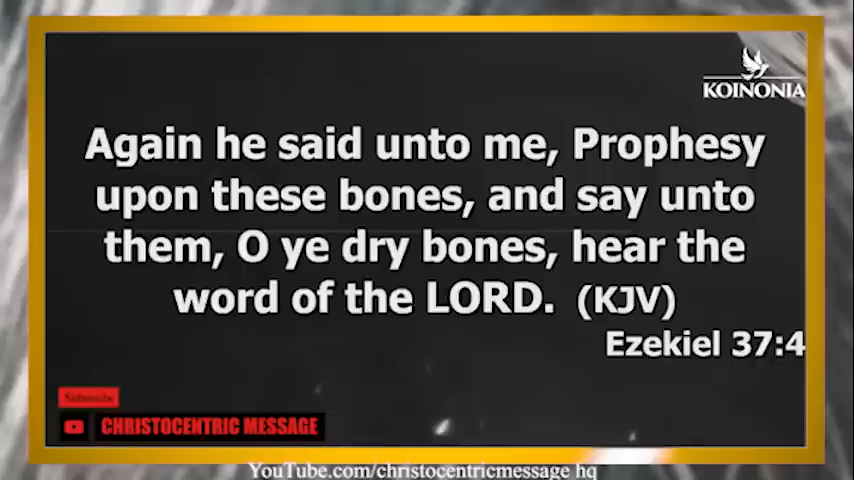 KOINONIA
Again he said unto me, Prophesy
upon these bones, and say unto
them, O ye dry bones, hear the
word of the LORD. (KJV)
Ezekiel 37:4
Subscribe
CHRISTOCENTRIC MESSAGE
YouTube.com/christocentricmessage hq